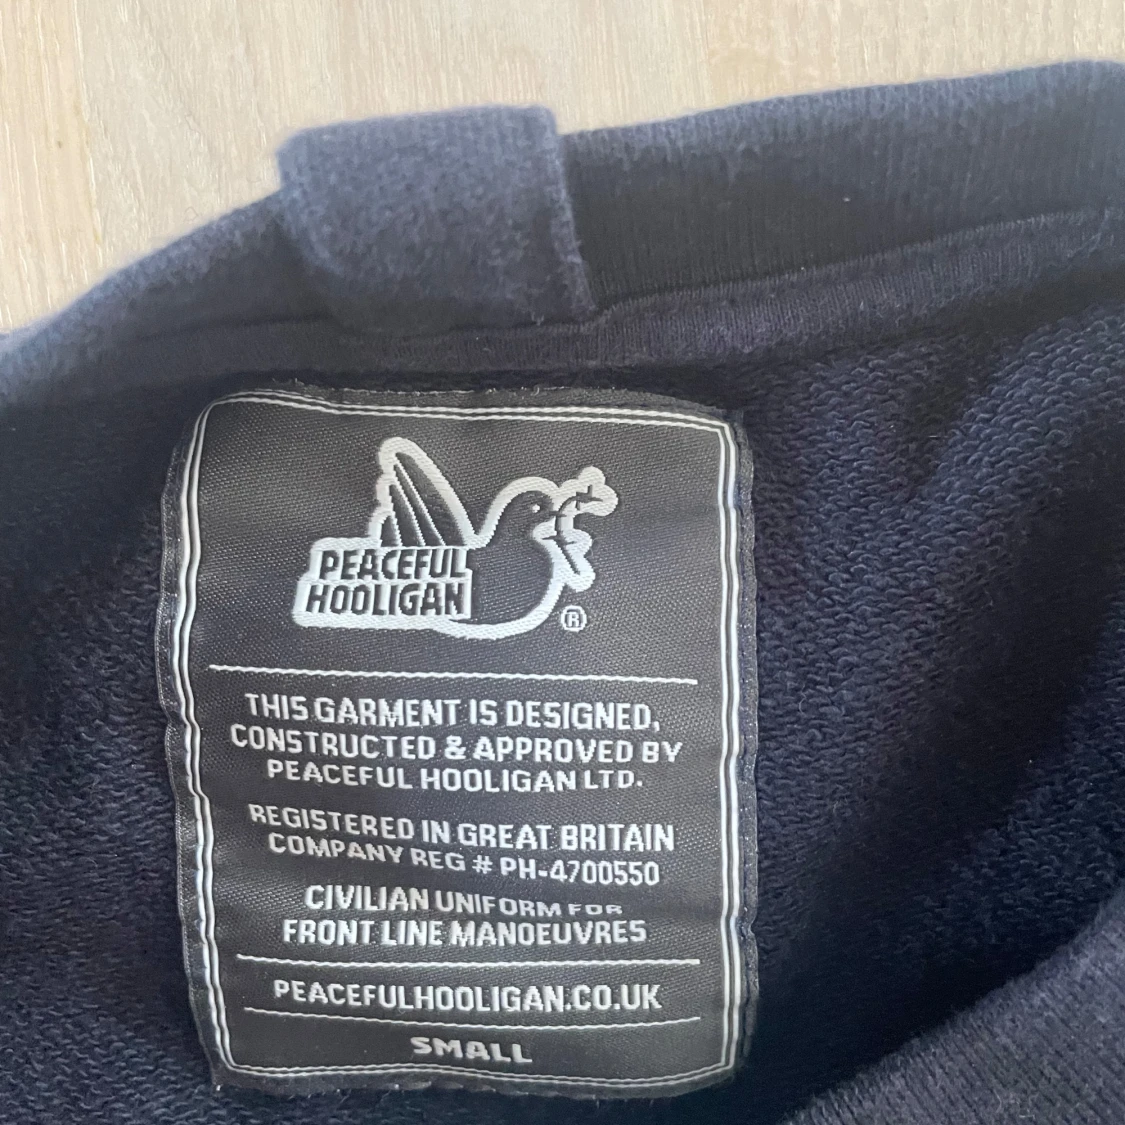 PEACEFUL
HOOLIGAN
®
THIS GARMENT IS DESIGNED,
CONSTRUCTED & APPROVED BY
PEACEFUL HOOLIGAN LTD.
REGISTERED IN GREAT BRITAIN
COMPANY REG # PH-4700550
CIVILIAN UNIFORM FOR
FRONT LINE MANOEUVRES
PEACEFULHOOLIGAN.CO.UK
SMALL